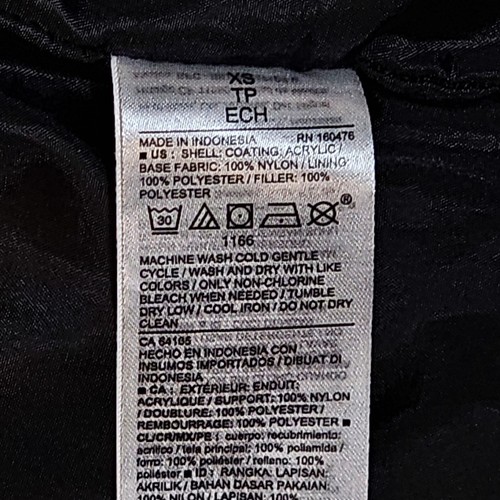 XS
TP
ECH
MADE IN INDONESIA RN 160476
■ US : SHELL: COATING: ACRYLIC /
BASE FABRIC: 100% NYLON / LINING:
100% POLYESTER / FILLER: 100%
POLYESTER
30 ®
1166
MACHINE WASH COLD GENTLE
CYCLE / WASH AND DRY WITH LIKE
COLORS / ONLY NON-CHLORINE
BLEACH WHEN NEEDED / TUMBLE
DRY LOW / COOL IRON / DO NOT DRY
CLEAN
CA 64165
HECHO EN INDONESIA CON
INSUMOS IMPORTADOS / DIBUAT DI
INDONESIA
■ CA : EXTÉRIEUR: ENDUIT:
ACRYLIQUE / SUPPORT: 100% NYLON
/ DOUBLURE: 100% POLYESTER /
REMBOURRAGE: 100% POLYESTER ■
CL/CR/MX/PE : cuerpo: recubrimiento:
acrílico / tela principal: 100% poliamida /
forro: 100% poliéster / relleno: 100%
poliéster ■ ID : RANGKA: LAPISAN:
AKRILIK / BAHAN DASAR PAKAIAN:
100% NILON / LAPISAN: 100%